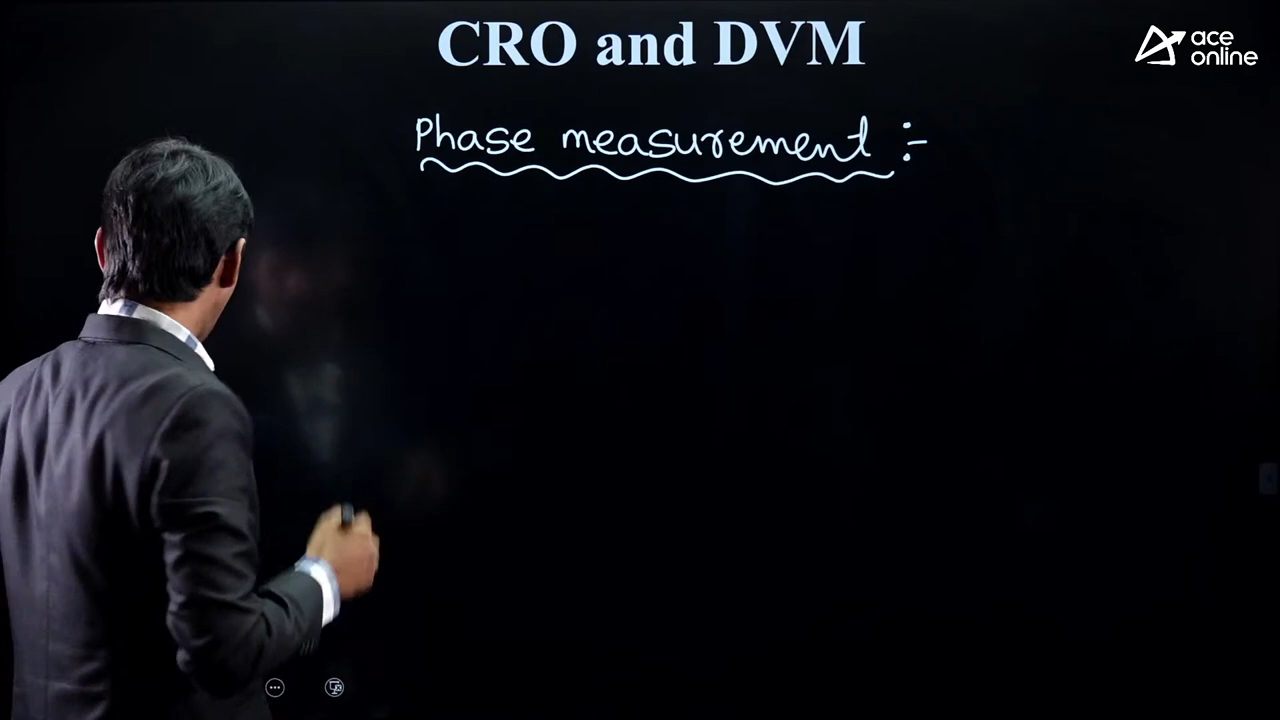 CRO and DVM
ace
online
Phase measurement :-